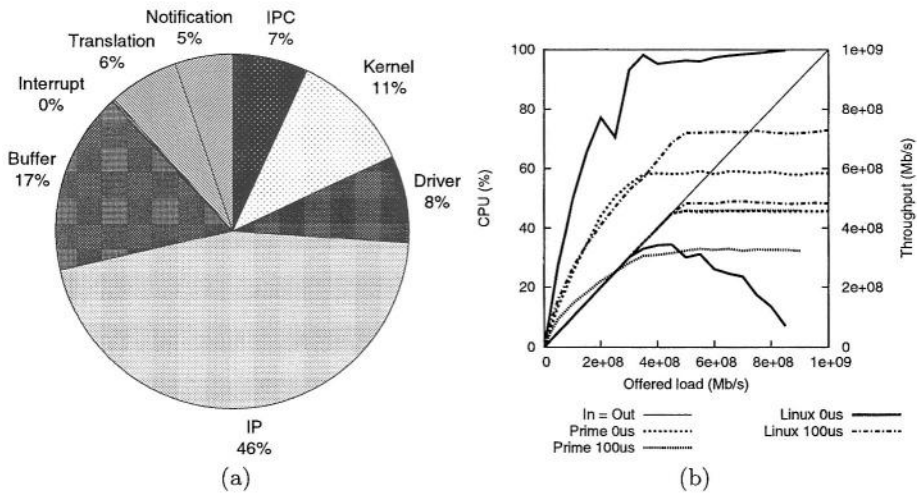 Notification
5%
IPC
7%
Translation
6%
Kernel
11%
Interrupt
0%
Buffer
17%
Driver
8%
IP
46%
(a)
100
80
60
40
20
0
CPU (%)
1e+09
8e+08
6e+08
4e+08
2e+08
0
Throughput (Mb/s)
0 2e+08 4e+08 6e+08 8e+08 1e+09
Offered load (Mb/s)
In = Out
Prime 0us
Prime 100us
Linux 0us
Linux 100us
(b)